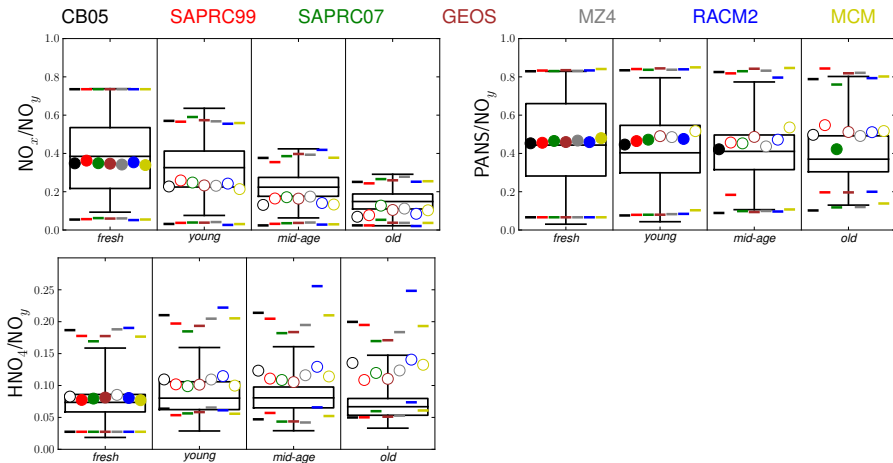 CB05 SAPRC99 SAPRC07 GEOS MZ4 RACM2 MCM
NOx/NOy
1.0
0.8
0.6
0.4
0.2
0.0
fresh young mid-age old
PANS/NOy
1.0
0.8
0.6
0.4
0.2
0.0
fresh young mid-age old
HNO4/NOy
0.25
0.20
0.15
0.10
0.05
0.00
fresh young mid-age old